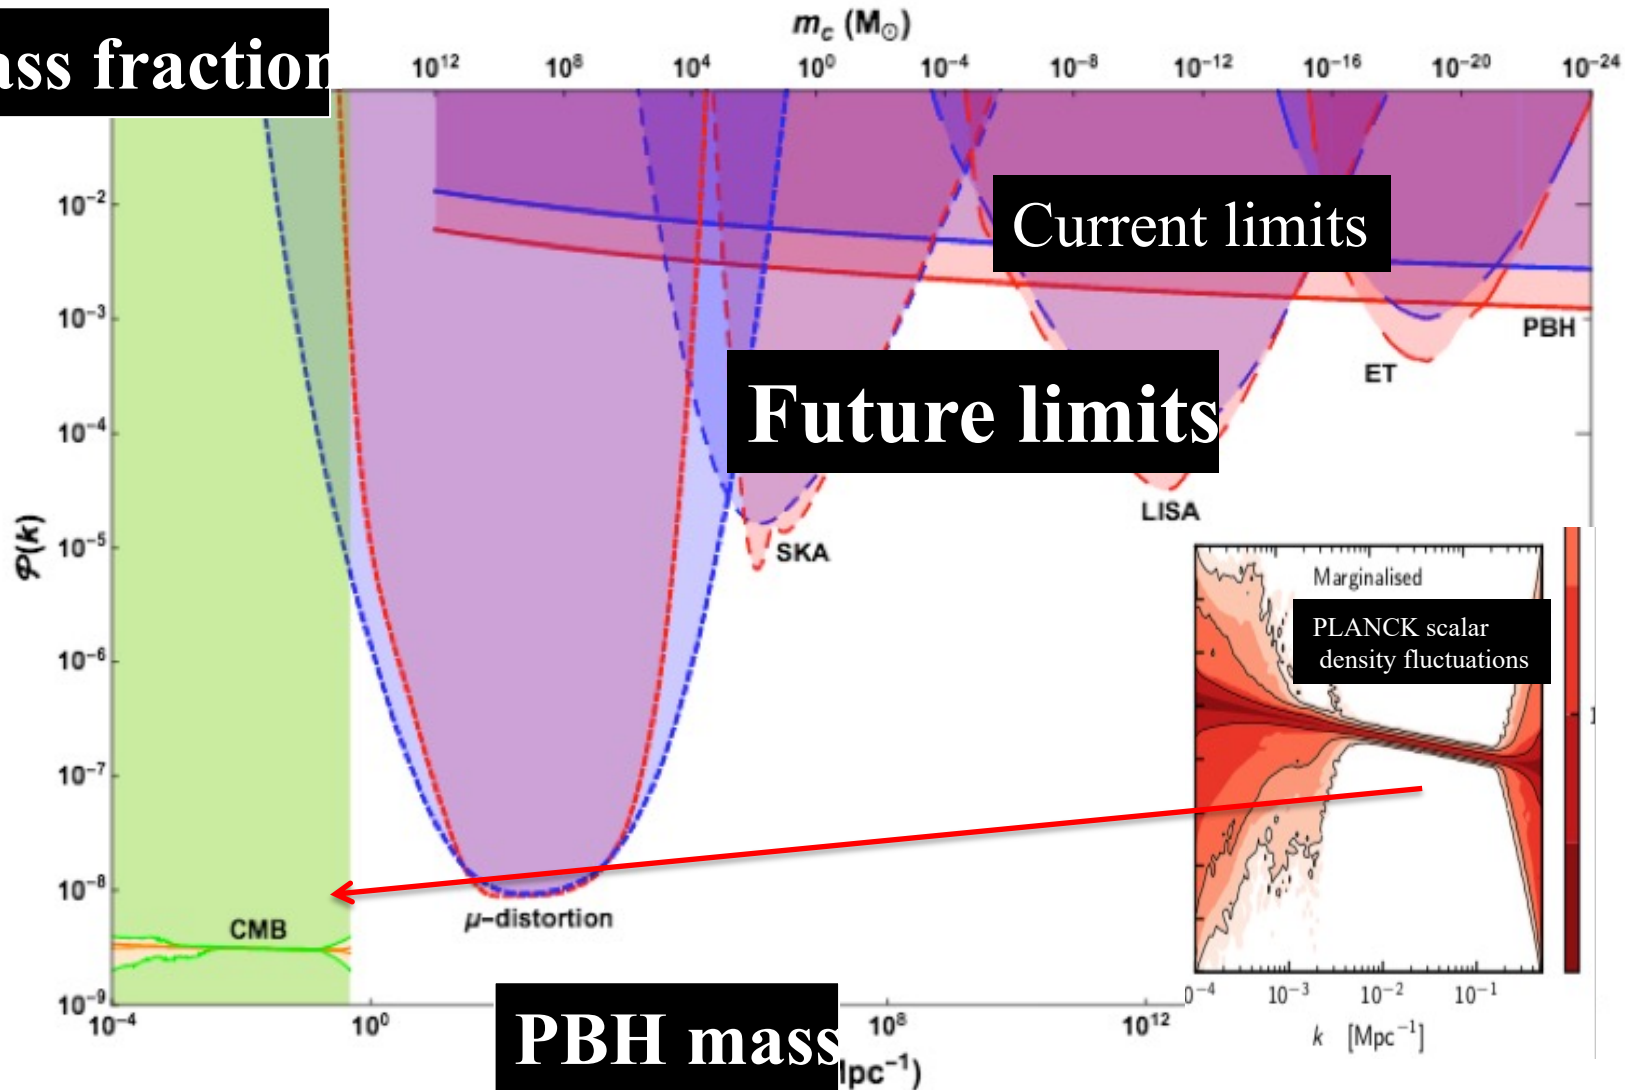 m_c (M_⊙)
ass fraction
10^12 10^8 10^4 10^0 10^−4 10^−8 10^−12 10^−16 10^−20 10^−24
10^−2
Current limits
10^−3
PBH
ET
Future limits
10^−4
LISA
𝒫(k)
10^−5
SKA
Marginalised
PLANCK scalar
density fluctuations
10^−6
10^−7
10^−8
μ−distortion
CMB
10^−9
10^−4 10^0 10^8 10^12
0^−4 10^−3 10^−2 10^−1
k [Mpc^−1]
PBH mass
Mpc^−1)